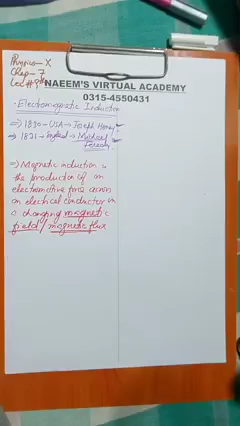 Physics - X
Chap - 7
Lec #
NAEEM'S VIRTUAL ACADEMY
0315-4550431
Electromagnetic Induction
=> 1830 - USA -> Joseph Henry
=> 1831 - England -> Michael
Faraday
=> Magnetic induction is
the production of an
electromotive force across
an electrical conductor in
a changing magnetic
field / magnetic flux